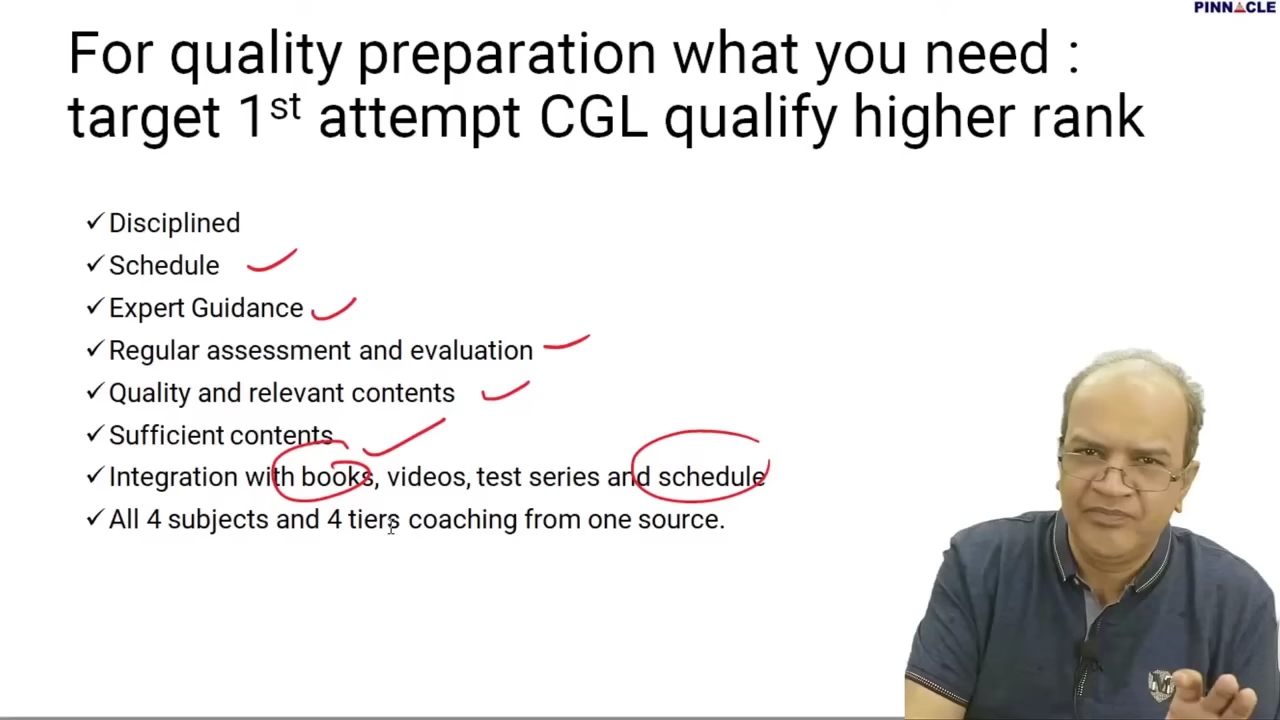 PINNACLE
For quality preparation what you need :
target 1st attempt CGL qualify higher rank
Disciplined
Schedule
Expert Guidance
Regular assessment and evaluation
Quality and relevant contents
Sufficient contents
Integration with books, videos, test series and schedule
All 4 subjects and 4 tiers coaching from one source.